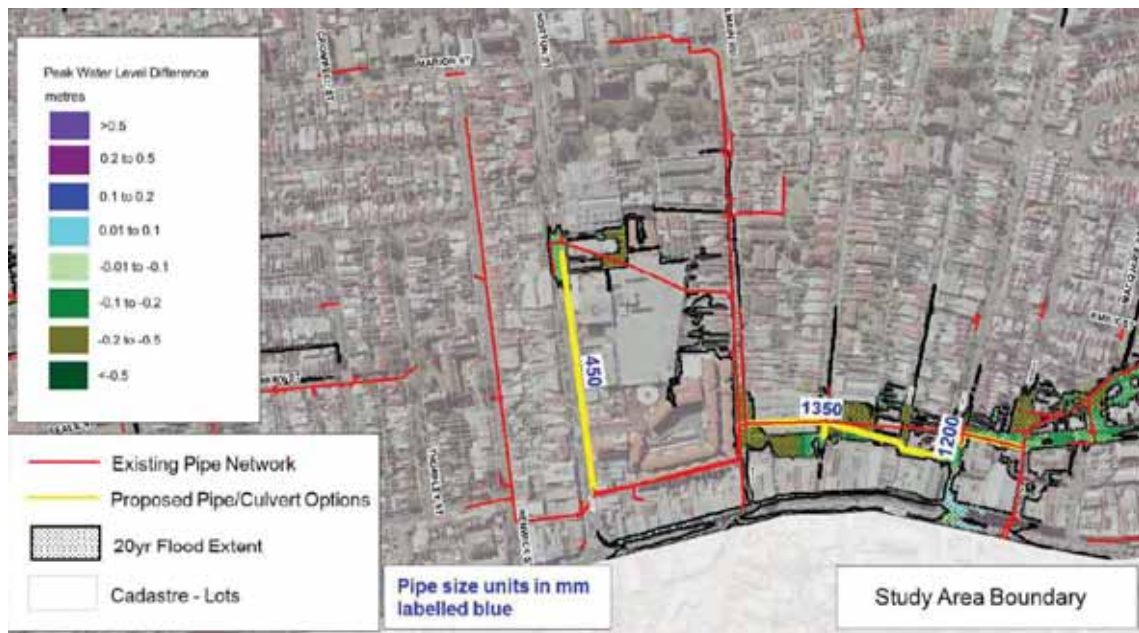 Peak Water Level Difference
metres
>0.5
0.2 to 0.5
0.1 to 0.2
0.01 to 0.1
-0.01 to -0.1
-0.1 to -0.2
-0.2 to -0.5
<-0.5
Existing Pipe Network
Proposed Pipe/Culvert Options
20yr Flood Extent
Cadastre - Lots
Pipe size units in mm
labelled blue
Study Area Boundary
MARION ST
450
1350
1200